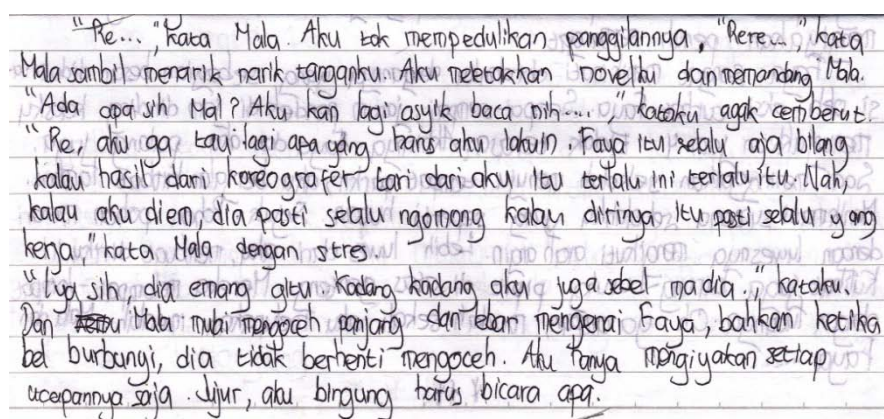 "Re...", kata Mala. Aku tak mempedulikan panggilannya, "Rere..." kata
Mala sambil menarik narik tanganku. Aku meletakkan novelku dan memandang Mala.
"Ada apa sih Mal? Aku kan lagi asyik baca nih...," kataku agak cemberut.
"Re, aku gga tau lagi apa yang harus aku lakuin. Faya itu selalu aja bilang
kalau hasil dari koreografer tari dari aku itu terlalu ini terlalu itu. Nah,
kalau aku diem, dia pasti selalu ngomong kalau dirinya itu pasti selalu yang
kerja" kata Mala dengan stres.
"Iya sih, dia emang gitu. Kadang kadang aku juga sebel ma dia," kataku.
Dan Mala mulai mengoceh panjang dan lebar mengenai Faya, bahkan ketika
bel burbunyi, dia tidak berhenti mengoceh. Aku hanya mengiyakan setiap
ucapannya saja. Jujur, aku bingung harus bicara apa.